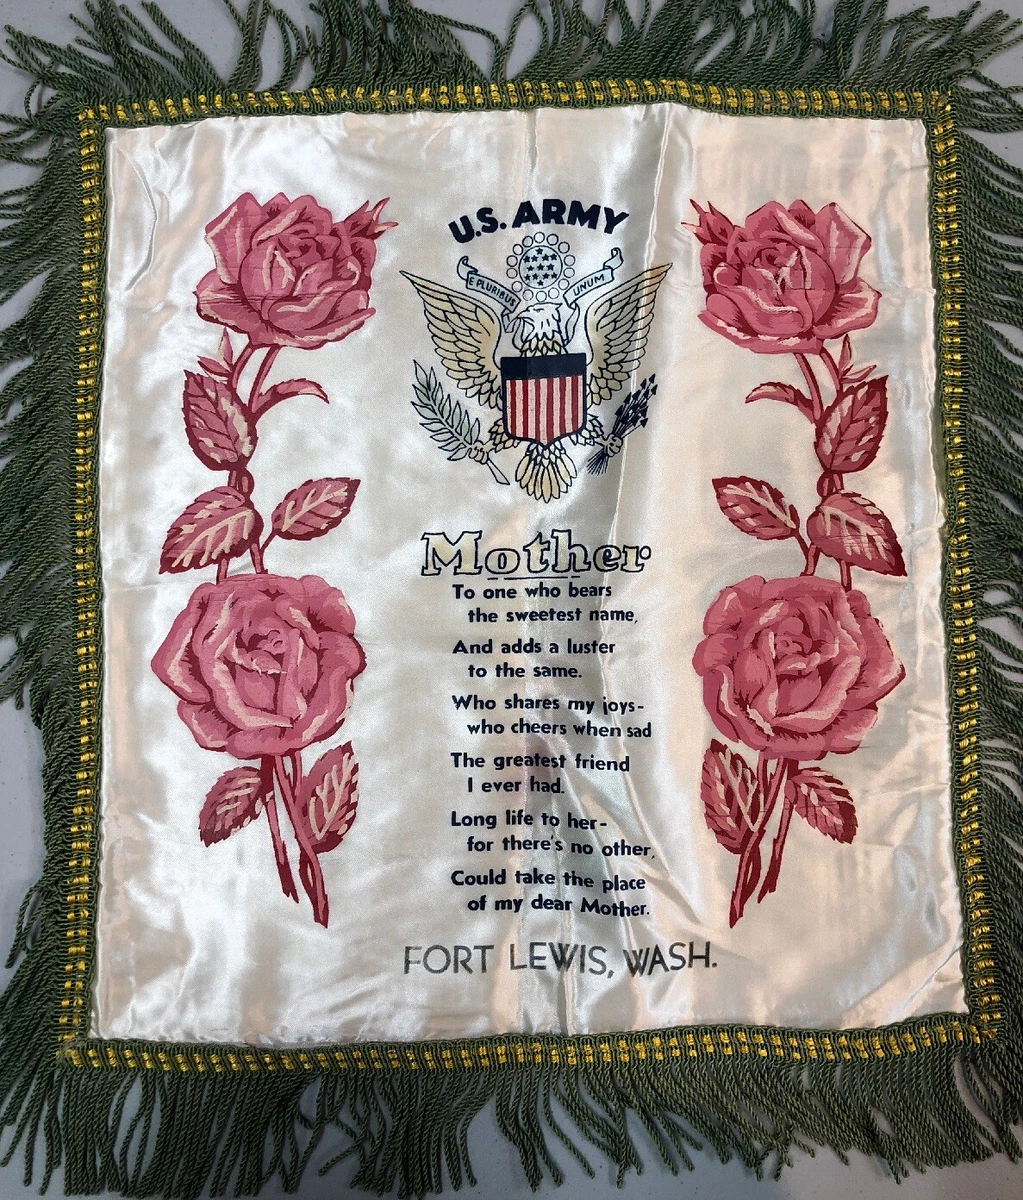 U.S. ARMY
E PLURIBUS UNUM
Mother
To one who bears
the sweetest name,
And adds a luster
to the same.
Who shares my joys-
who cheers when sad
The greatest friend
I ever had.
Long life to her-
for there's no other,
Could take the place
of my dear Mother.
FORT LEWIS, WASH.